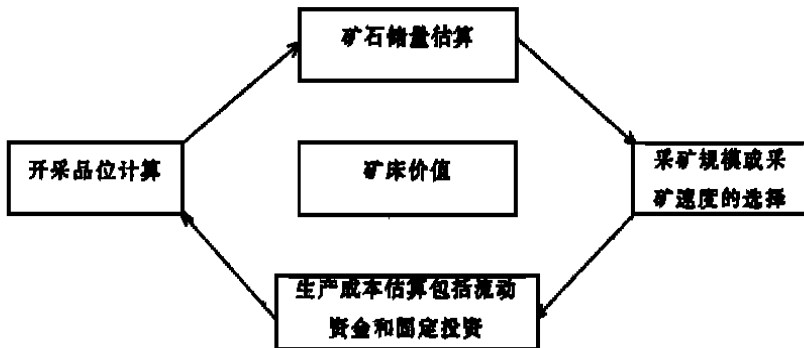 矿石储量估算
开采品位计算
矿床价值
采矿规模或采
矿速度的选择
生产成本估算包括流动
资金和固定投资